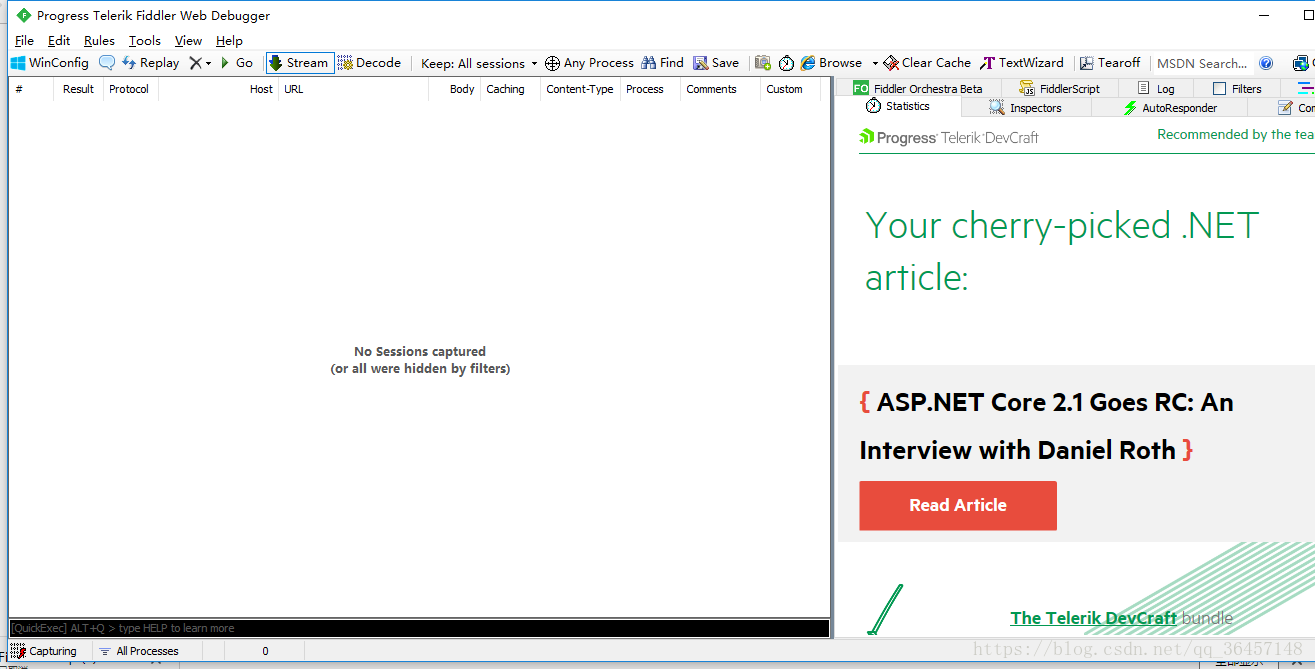 Progress Telerik Fiddler Web Debugger
File Edit Rules Tools View Help
WinConfig Replay Go Stream Decode Keep: All sessions Any Process Find Save Browse Clear Cache TextWizard Tearoff MSDN Search...
# Result Protocol Host URL Body Caching Content-Type Process Comments Custom
No Sessions captured
(or all were hidden by filters)
[QuickExec] ALT+Q > type HELP to learn more
Capturing All Processes 0
FO Fiddler Orchestra Beta FiddlerScript Log Filters
Statistics Inspectors AutoResponder
Progress Telerik DevCraft
Recommended by the tea
Your cherry-picked .NET
article:
{ ASP.NET Core 2.1 Goes RC: An
Interview with Daniel Roth }
Read Article
The Telerik DevCraft bundle
https://blog.csdn.net/qq_36457148